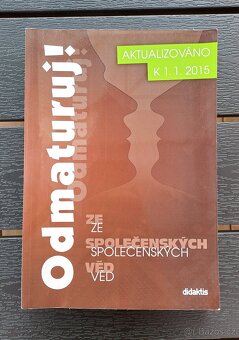 AKTUALIZOVÁNO
K 1. 1. 2015
Odmaturuj!
Odmaturuj!
ZE
ZE
SPOLEČENSKÝCH
SPOLEČENSKÝCH
VĚD
VĚD
didaktis